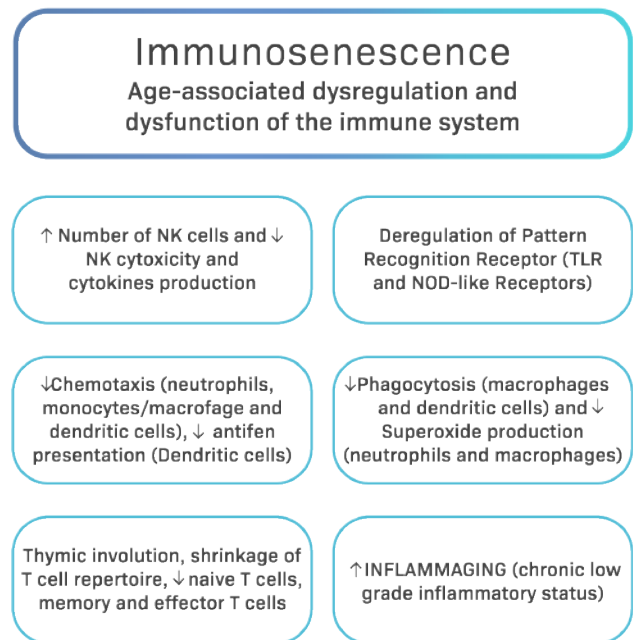 Immunosenescence
Age-associated dysregulation and
dysfunction of the immune system
↑ Number of NK cells and ↓
NK cytoxicity and
cytokines production
Deregulation of Pattern
Recognition Receptor (TLR
and NOD-like Receptors)
↓Chemotaxis (neutrophils,
monocytes/macrofage and
dendritic cells), ↓ antifen
presentation (Dendritic cells)
↓Phagocytosis (macrophages
and dendritic cells) and ↓
Superoxide production
(neutrophils and macrophages)
Thymic involution, shrinkage of
T cell repertoire, ↓naive T cells,
memory and effector T cells
↑INFLAMMAGING (chronic low
grade inflammatory status)